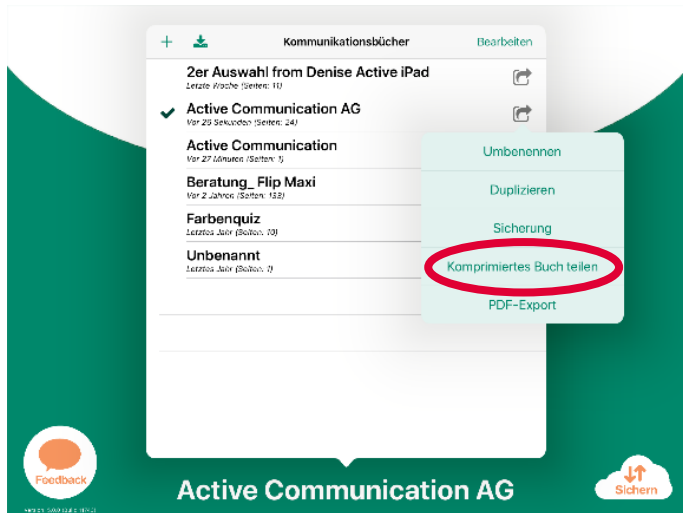 Kommunikationsbücher
Bearbeiten
2er Auswahl from Denise Active iPad
Letzte Woche (Seiten: 11)
Active Communication AG
Vor 26 Sekunden (Seiten: 24)
Active Communication
Vor 27 Minuten (Seiten: 1)
Beratung_ Flip Maxi
Vor 2 Jahren (Seiten: 133)
Farbenquiz
Letztes Jahr (Seiten: 10)
Unbenannt
Letztes Jahr (Seiten: 1)
Umbenennen
Duplizieren
Sicherung
Komprimiertes Buch teilen
PDF-Export
Feedback
Sichern
Active Communication AG